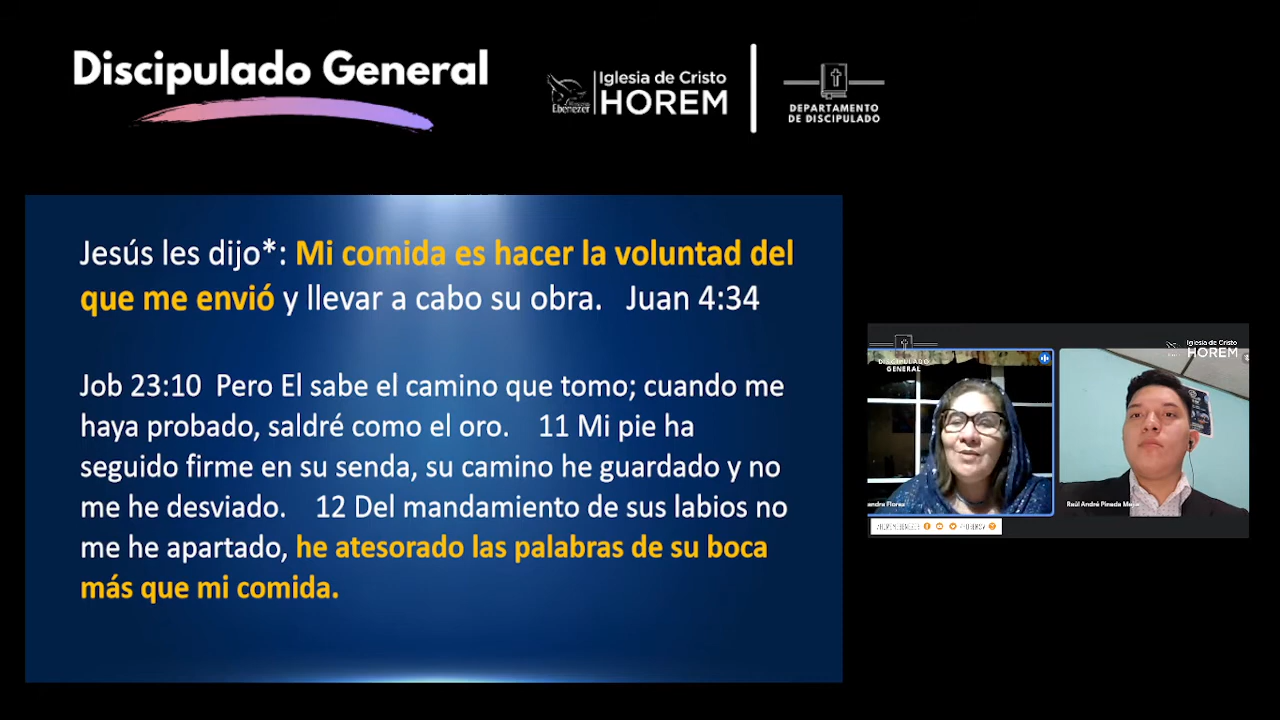 Discipulado General
Ebenezer
Iglesia de Cristo
HOREM
DEPARTAMENTO
DE DISCIPULADO
Jesús les dijo*: Mi comida es hacer la voluntad del
que me envió y llevar a cabo su obra. Juan 4:34
Job 23:10 Pero El sabe el camino que tomo; cuando me
haya probado, saldré como el oro. 11 Mi pie ha
seguido firme en su senda, su camino he guardado y no
me he desviado. 12 Del mandamiento de sus labios no
me he apartado, he atesorado las palabras de su boca
más que mi comida.
DISCIPULADO
GENERAL
Iglesia de Cristo
HOREM
Raúl André Pineda